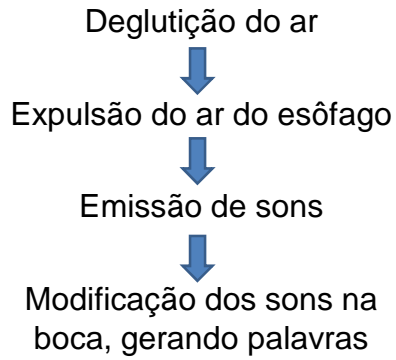 Deglutição do ar
Expulsão do ar do esôfago
Emissão de sons
Modificação dos sons na
boca, gerando palavras